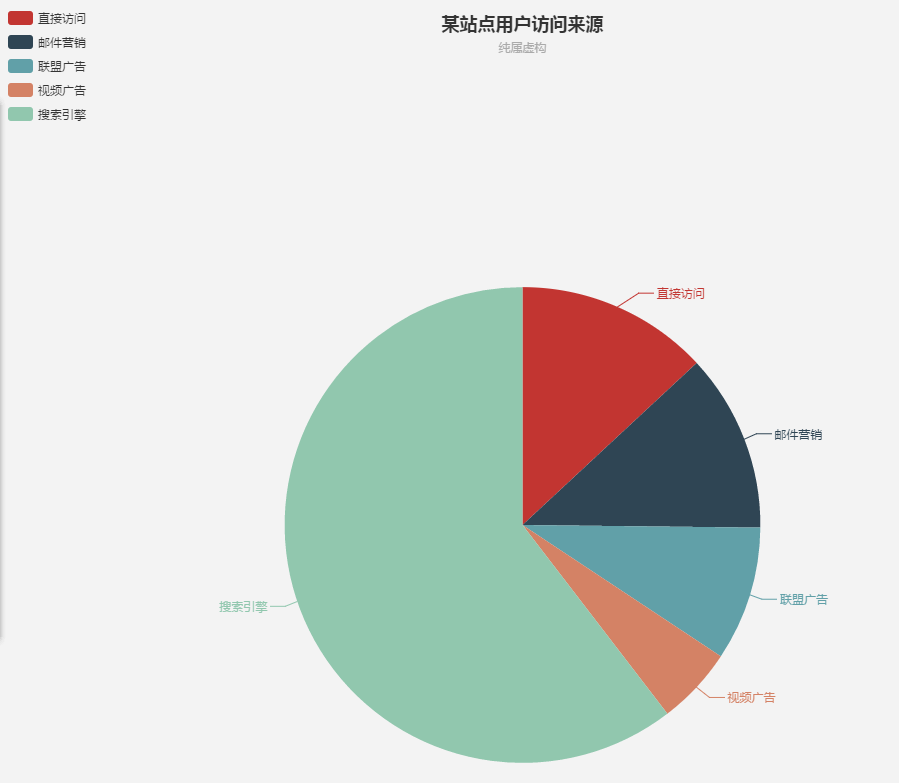 某站点用户访问来源
纯属虚构
直接访问
邮件营销
联盟广告
视频广告
搜索引擎
直接访问
邮件营销
联盟广告
搜索引擎
视频广告